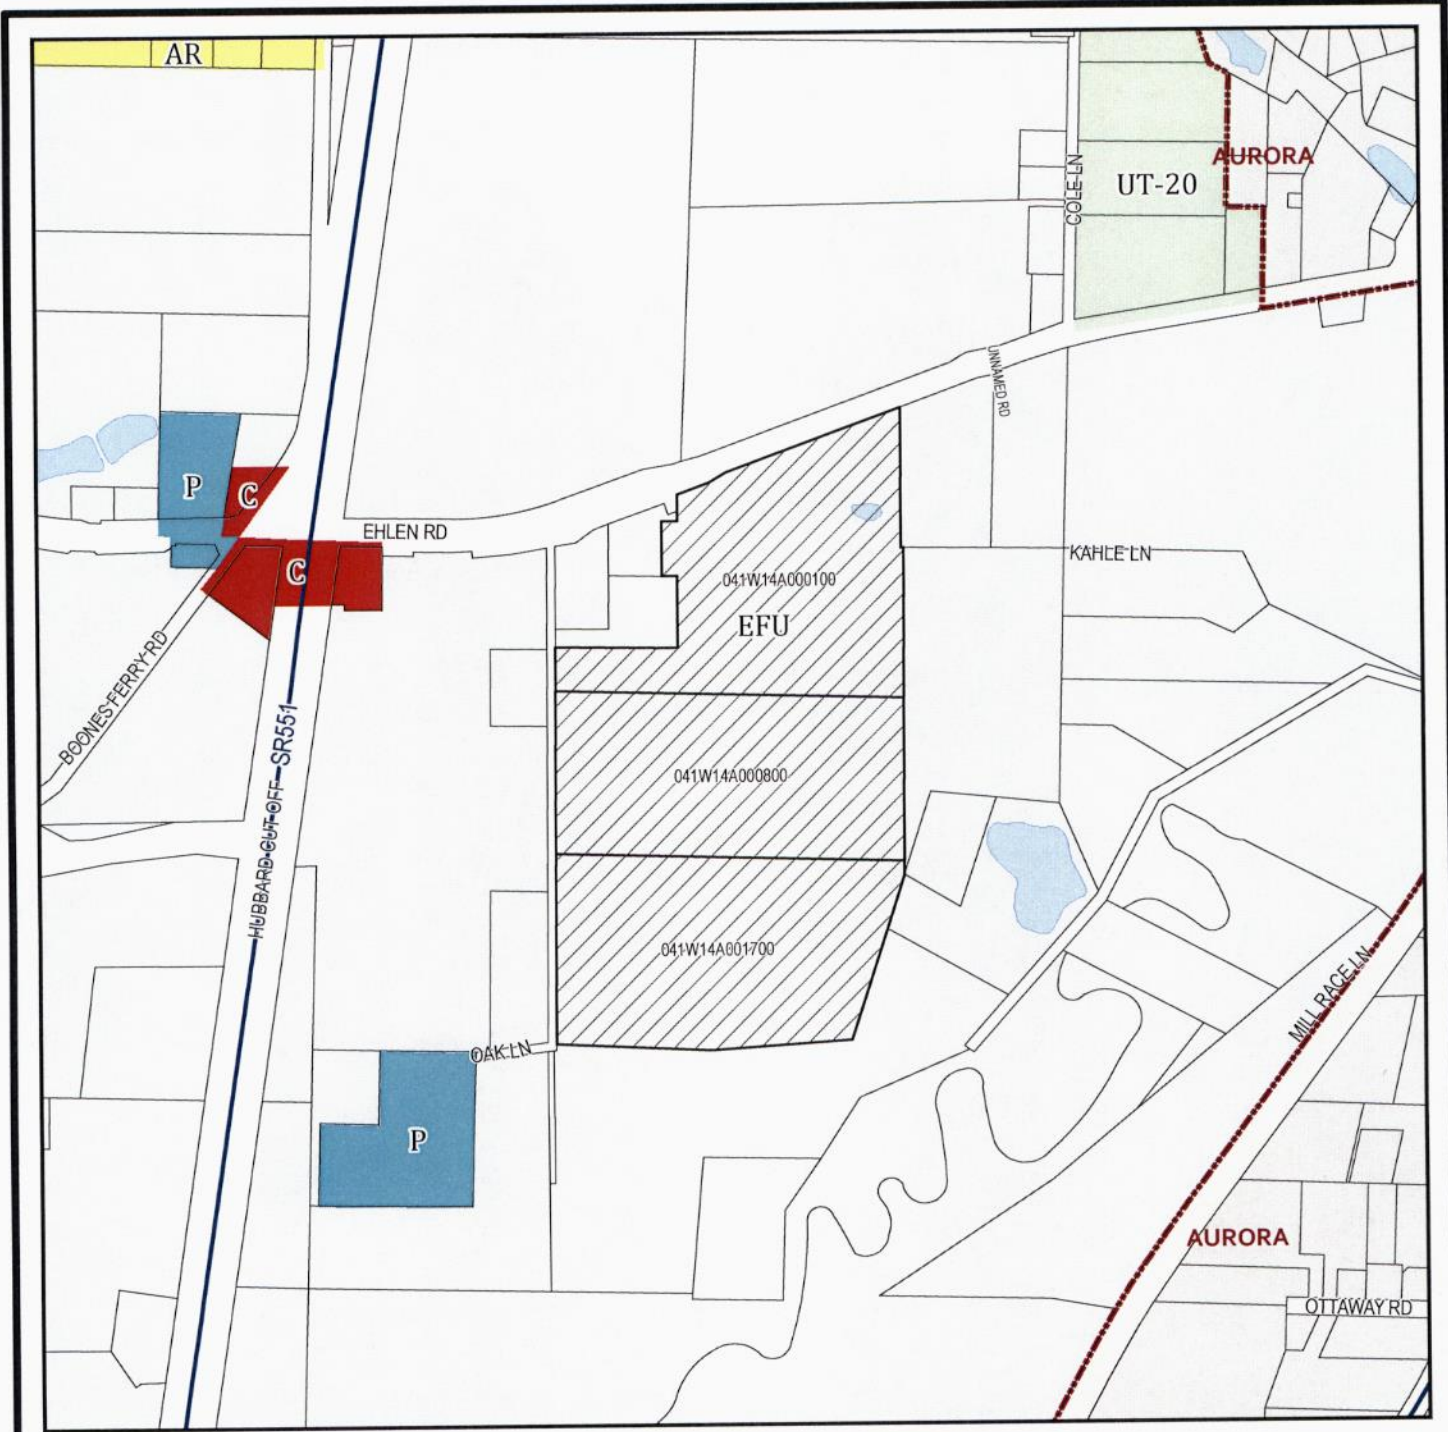 AR
AURORA
UT-20
COLE LN
UNNAMED RD
P
C
EHLEN RD
C
KAHLE LN
041W14A000100
EFU
BOONES FERRY RD
HUBBARD CUT OFF SR551
041W14A000800
041W14A001700
MILL RACE LN
OAK LN
P
AURORA
OTTAWAY RD